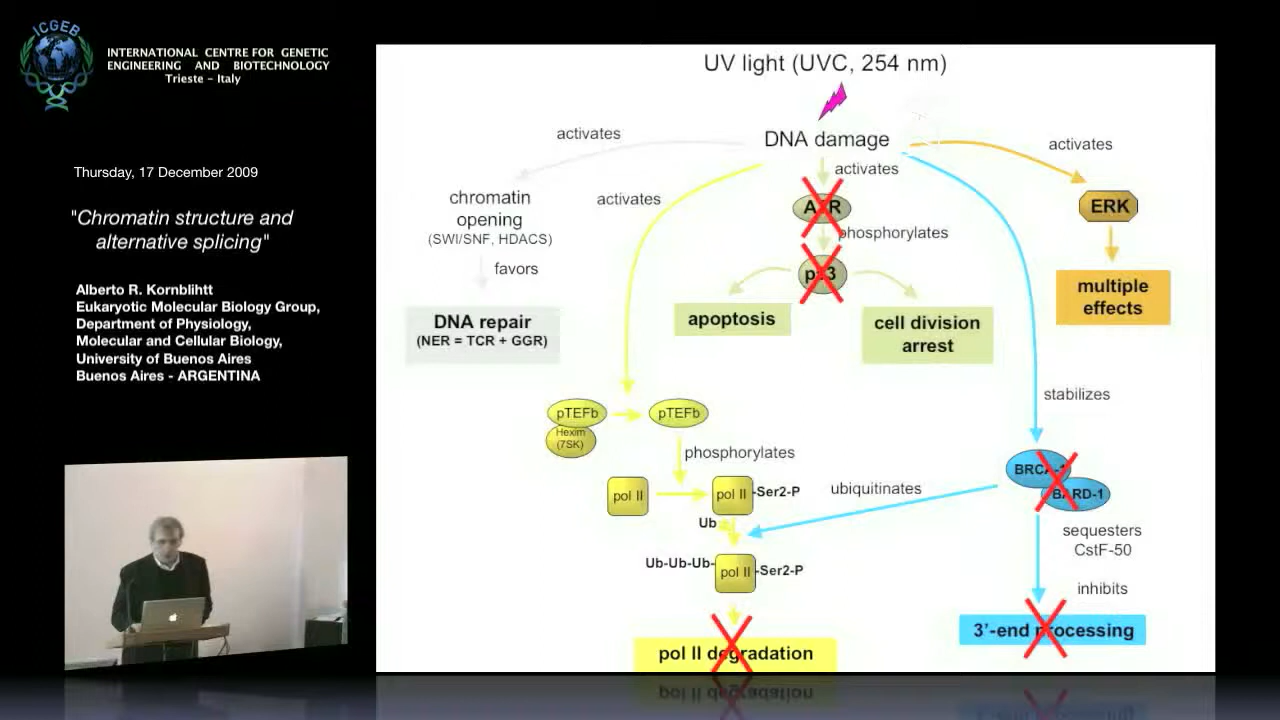 ICGEB
INTERNATIONAL CENTRE FOR GENETIC
ENGINEERING AND BIOTECHNOLOGY
Trieste – Italy
Thursday, 17 December 2009
"Chromatin structure and
alternative splicing"
Alberto R. Kornblihtt
Eukaryotic Molecular Biology Group,
Department of Physiology,
Molecular and Cellular Biology,
University of Buenos Aires
Buenos Aires - ARGENTINA
UV light (UVC, 254 nm)
DNA damage
activates
chromatin
opening
(SWI/SNF, HDACS)
favors
DNA repair
(NER = TCR + GGR)
activates
activates
ATR
phosphorylates
p53
apoptosis
cell division
arrest
activates
ERK
multiple
effects
pTEFb
Hexim
(7SK)
pTEFb
phosphorylates
pol II
pol II
-Ser2-P
Ub
Ub-Ub-Ub-
pol II
-Ser2-P
pol II degradation
stabilizes
BRCA-1
BARD-1
ubiquitinates
sequesters
CstF-50
inhibits
3'-end processing